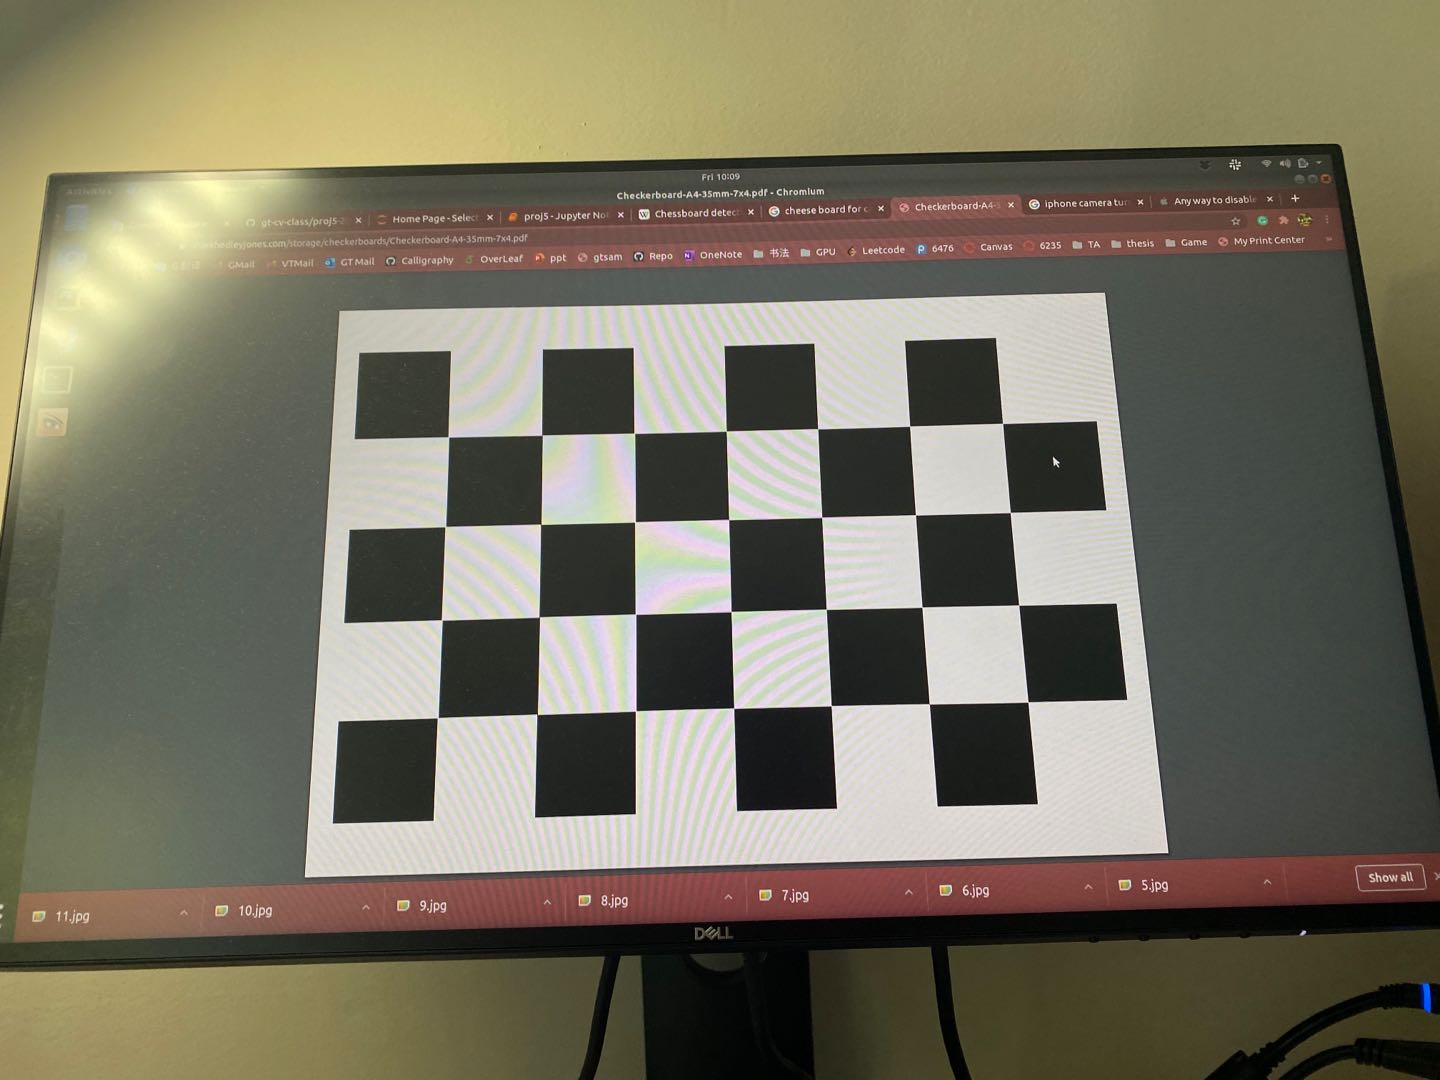 Activities
Fri 10:09
Checkerboard-A4-35mm-7x4.pdf - Chromium
gt-cv-class/proj5-2
Home Page - Select
proj5 - Jupyter No
Chessboard detec
cheese board for c
Checkerboard-A4-3
iphone camera tur
Any way to disable
hedleyjones.com/storage/checkerboards/Checkerboard-A4-35mm-7x4.pdf
GMail VTMail GT Mail Calligraphy OverLeaf ppt gtsam Repo OneNote 书法 GPU Leetcode 6476 Canvas 6235 TA thesis Game My Print Center
11.jpg 10.jpg 9.jpg 8.jpg 7.jpg 6.jpg 5.jpg Show all
DELL